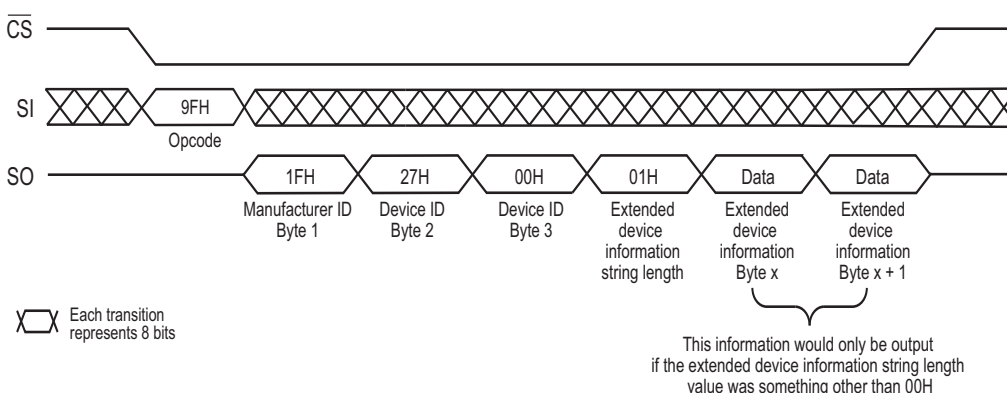 CS
SI
9FH
Opcode
SO
1FH
27H
00H
01H
Data
Data
Manufacturer ID
Byte 1
Device ID
Byte 2
Device ID
Byte 3
Extended
device
information
string length
Extended
device
information
Byte x
Extended
device
information
Byte x + 1
Each transition
represents 8 bits
This information would only be output
if the extended device information string length
value was something other than 00H